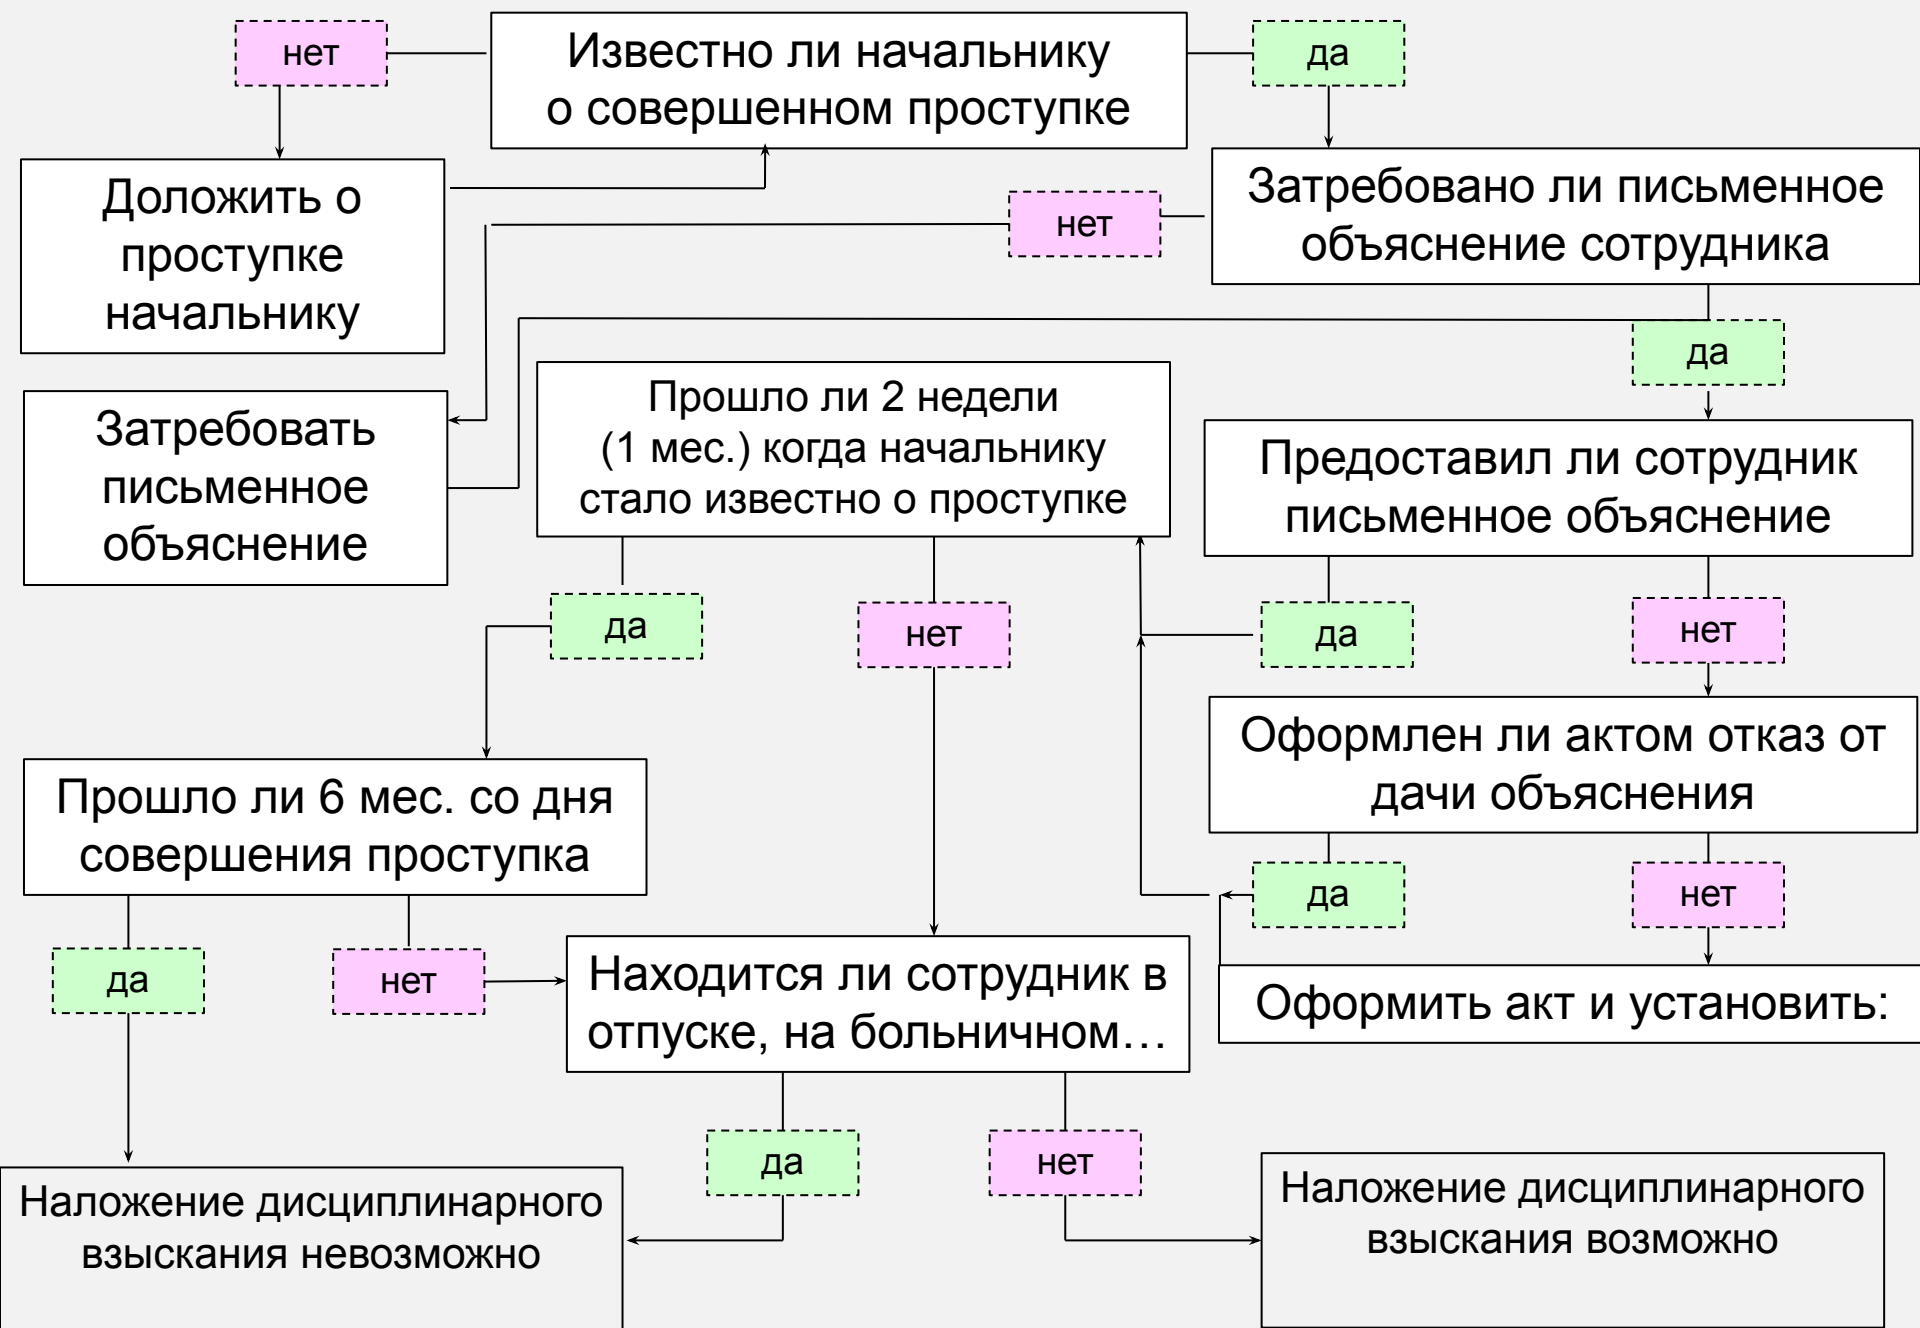 нет
Известно ли начальнику
о совершенном проступке
да
Доложить о
проступке
начальнику
нет
Затребовано ли письменное
объяснение сотрудника
да
Затребовать
письменное
объяснение
Прошло ли 2 недели
(1 мес.) когда начальнику
стало известно о проступке
Предоставил ли сотрудник
письменное объяснение
да
нет
да
нет
Прошло ли 6 мес. со дня
совершения проступка
Оформлен ли актом отказ от
дачи объяснения
да
нет
да
нет
Находится ли сотрудник в
отпуске, на больничном…
Оформить акт и установить:
да
нет
Наложение дисциплинарного
взыскания невозможно
Наложение дисциплинарного
взыскания возможно